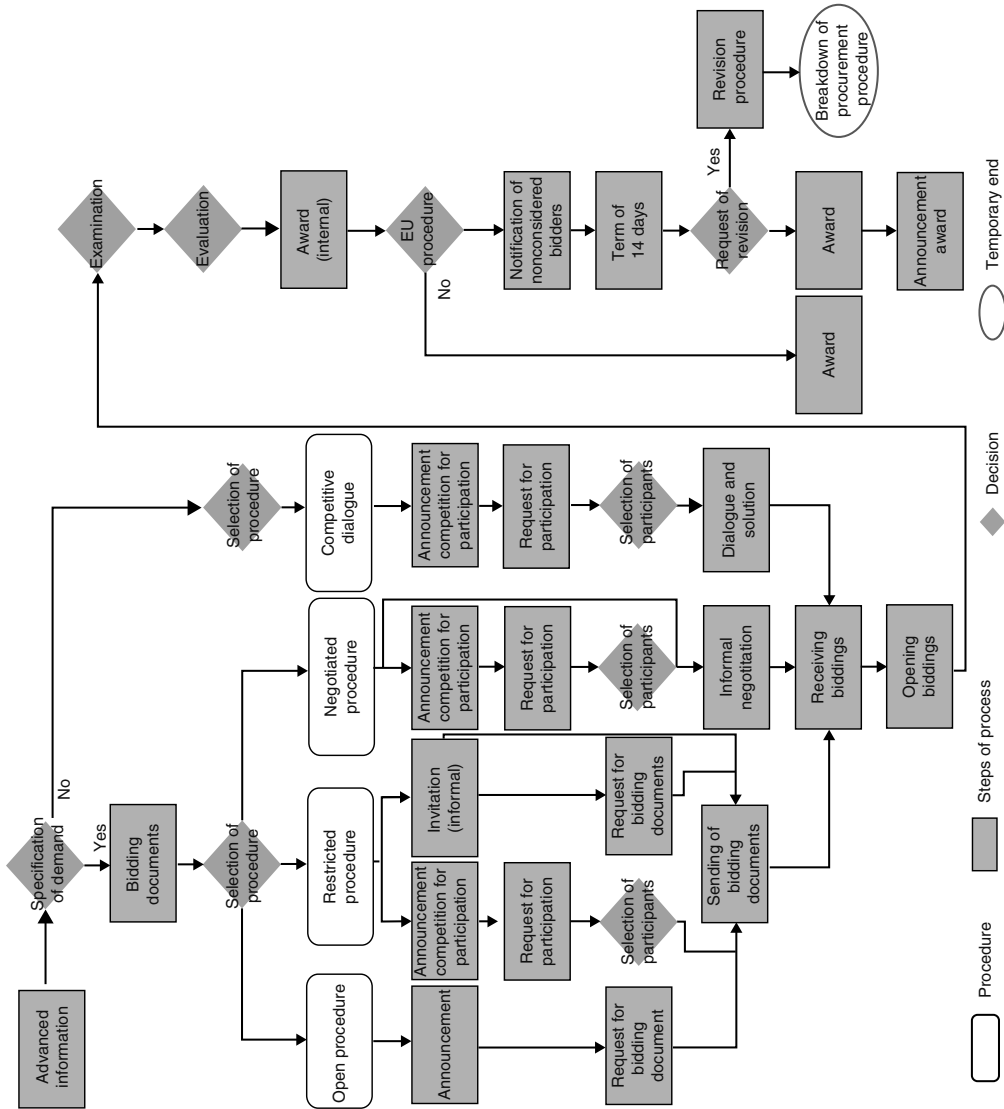 Advanced
information
Specification
of demand
No
Yes
Bidding
documents
Selection of
procedure
Selection of
procedure
Open procedure
Restricted
procedure
Negotiated
procedure
Competitive
dialogue
Announcement
Announcement
competition for
participation
Invitation
(informal)
Announcement
competition for
participation
Announcement
competition for
participation
Request for
participation
Request for
participation
Request for
participation
Request for
bidding
document
Selection of
participants
Request for
bidding
documents
Selection of
participants
Selection of
participants
Sending of
bidding
documents
Informal
negotitation
Dialogue and
solution
Receiving
biddings
Opening
biddings
Examination
Evaluation
Award
(internal)
EU
procedure
No
Notification of
nonconsidered
bidders
Term of
14 days
Request of
revision
Yes
Revision
procedure
Breakdown of
procurement
procedure
Award
Award
Announcement
award
Procedure
Steps of process
Decision
Temporary end